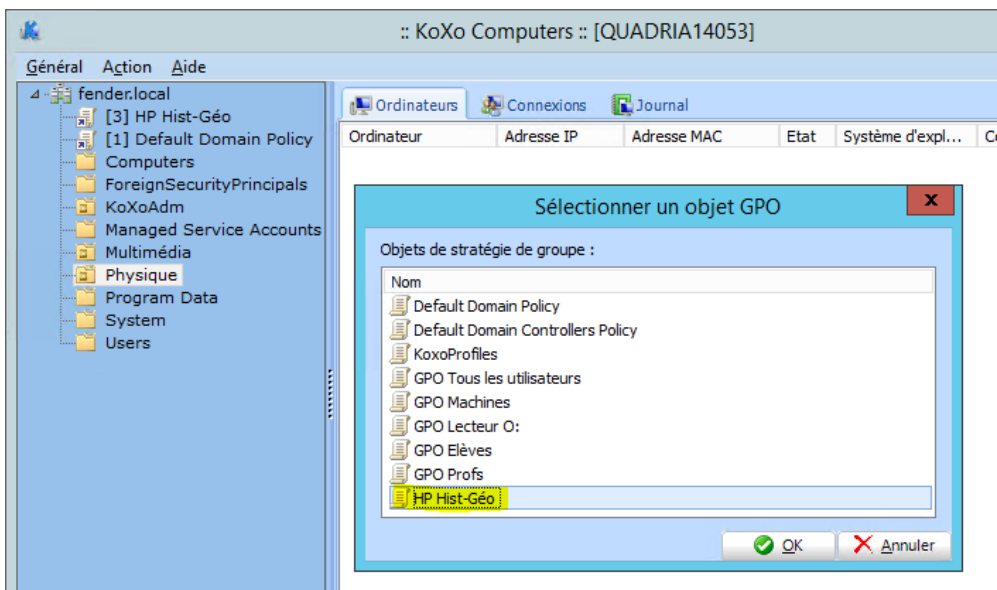 :: KoXo Computers :: [QUADRIA14053]
Général Action Aide
fender.local
[3] HP Hist-Géo
[1] Default Domain Policy
Computers
ForeignSecurityPrincipals
KoXoAdm
Managed Service Accounts
Multimédia
Physique
Program Data
System
Users
Ordinateurs Connexions Journal
Ordinateur Adresse IP Adresse MAC Etat Système d'expl...
Sélectionner un objet GPO
x
Objets de stratégie de groupe :
Nom
Default Domain Policy
Default Domain Controllers Policy
KoxoProfiles
GPO Tous les utilisateurs
GPO Machines
GPO Lecteur O:
GPO Elèves
GPO Profs
HP Hist-Géo
OK Annuler